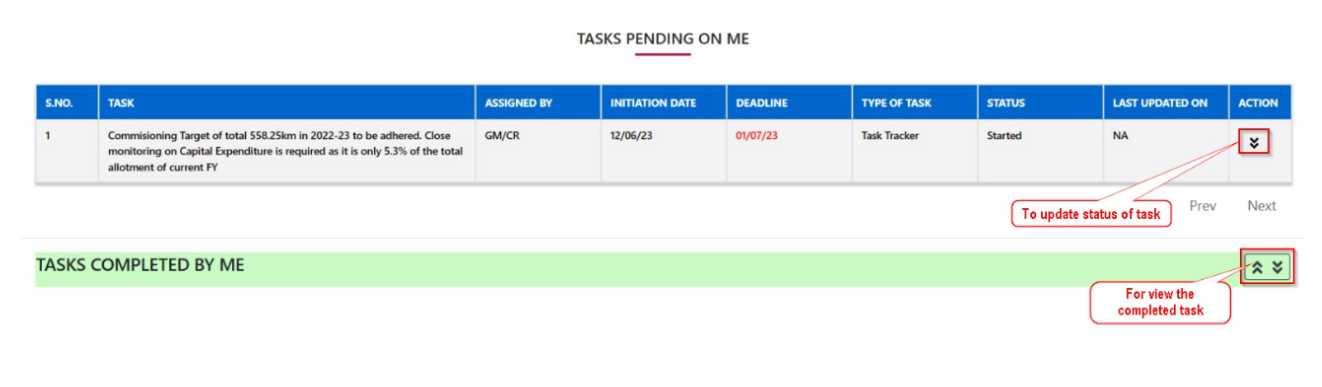 TASKS PENDING ON ME
S.NO. TASK ASSIGNED BY INITIATION DATE DEADLINE TYPE OF TASK STATUS LAST UPDATED ON ACTION
1 Commisioning Target of total 558.25km in 2022-23 to be adhered. Close GM/CR 12/06/23 01/07/23 Task Tracker Started NA
monitoring on Capital Expenditure is required as it is only 5.3% of the total
allotment of current FY
To update status of task
Prev Next
TASKS COMPLETED BY ME
For view the
completed task